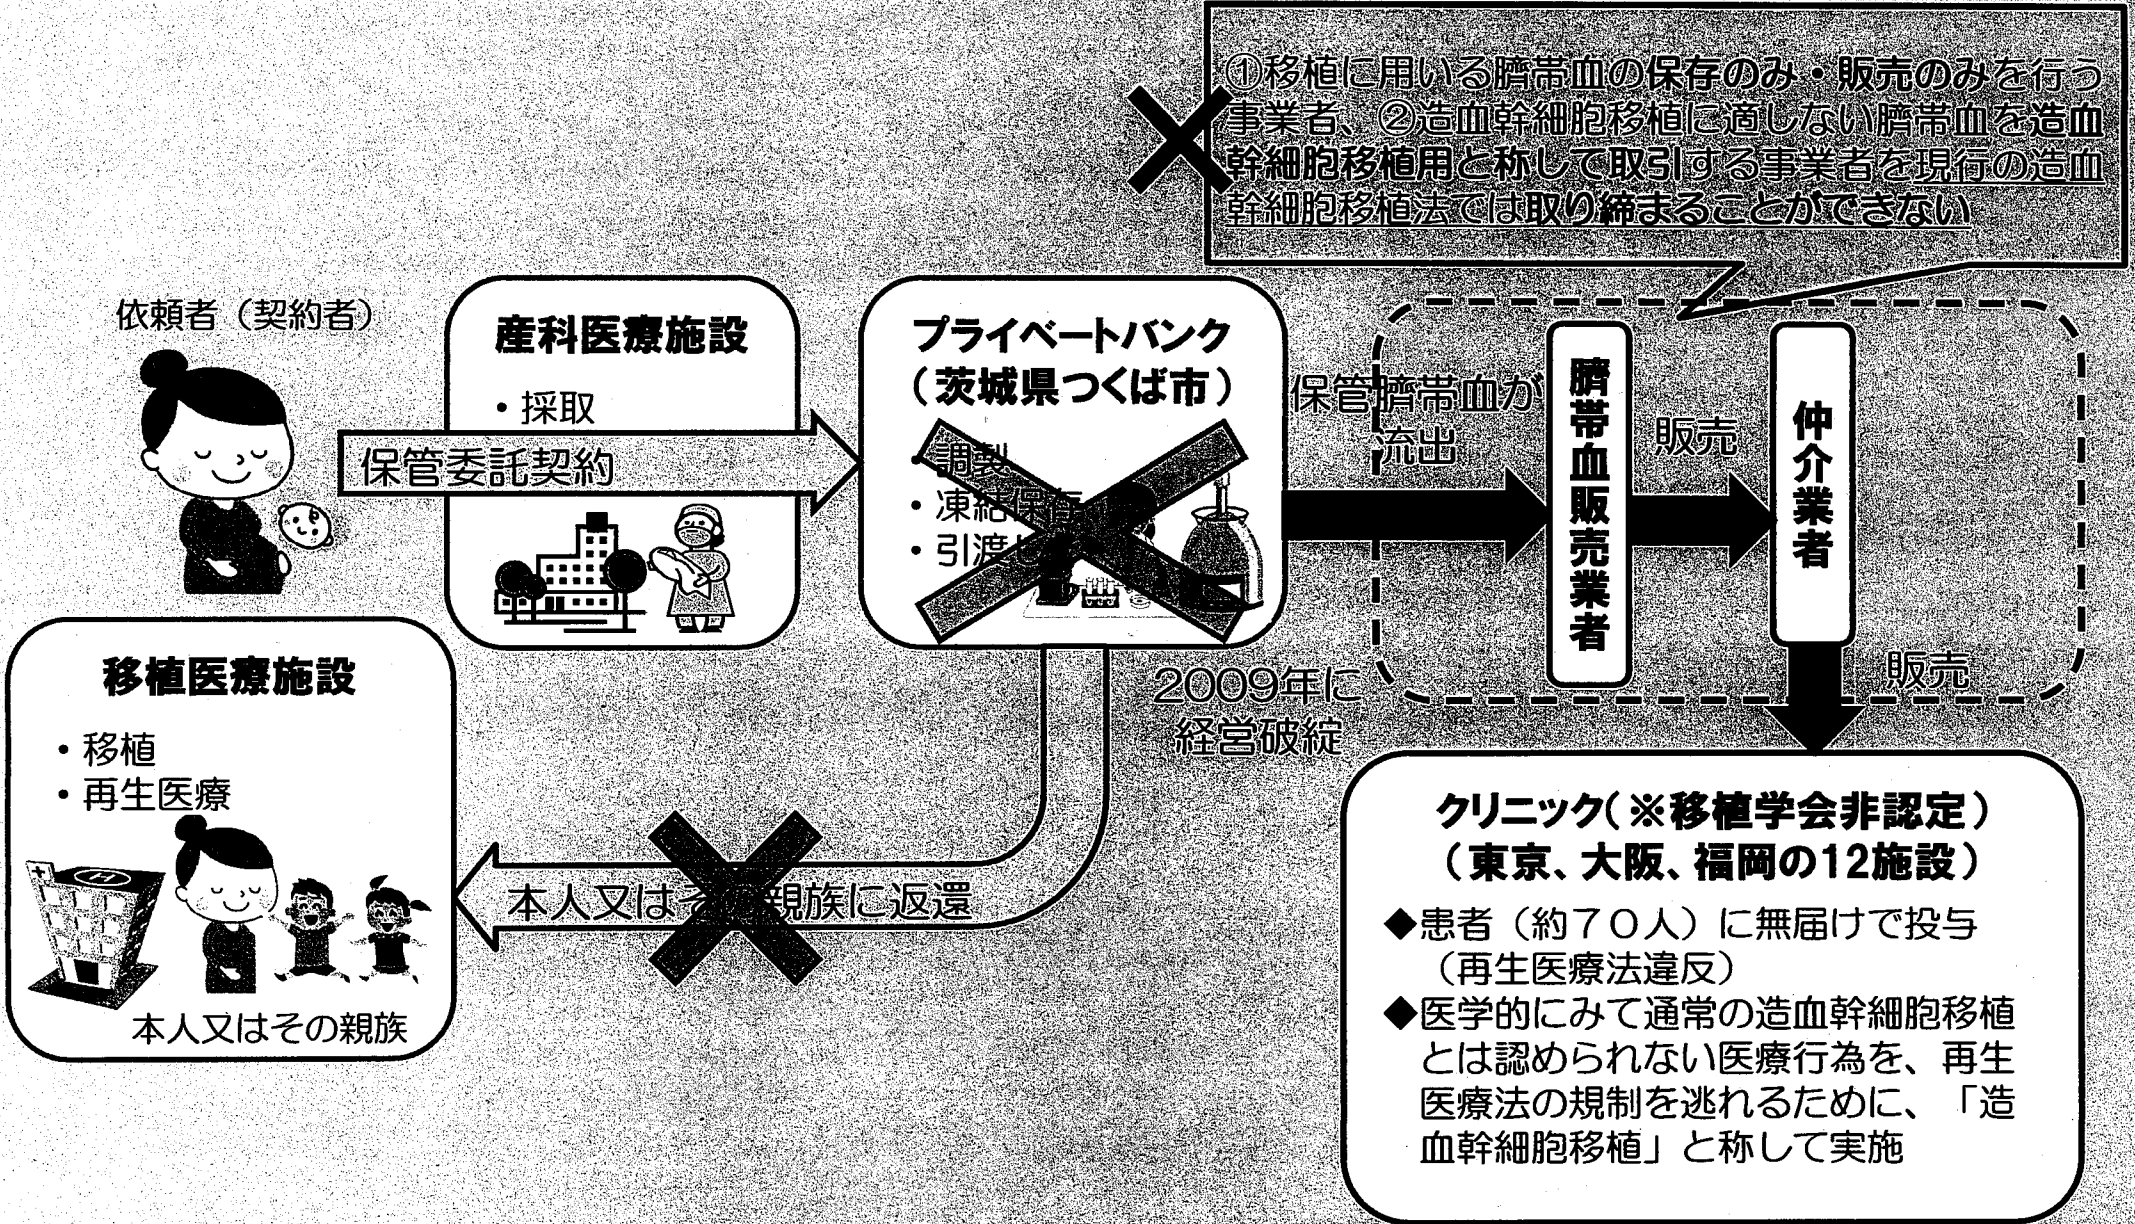 ①移植に用いる臍帯血の保存のみ・販売のみを行う
事業者、②造血幹細胞移植に適しない臍帯血を造血
幹細胞移植用と称して取引する事業者を現行の造血
幹細胞移植法では取り締まることができない
依頼者（契約者）
産科医療施設
・採取
保管委託契約
プライベートバンク
（茨城県つくば市）
・調製
・凍結保存
・引渡し
保管臍帯血が
流出
臍帯血販売業者
販売
仲介業者
販売
2009年に
経営破綻
移植医療施設
・移植
・再生医療
本人又はその親族
本人又はその親族に返還
クリニック（※移植学会非認定）
（東京、大阪、福岡の12施設）
◆患者（約７０人）に無届けで投与
（再生医療法違反）
◆医学的にみて通常の造血幹細胞移植
とは認められない医療行為を、再生
医療法の規制を逃れるために、「造
血幹細胞移植」と称して実施